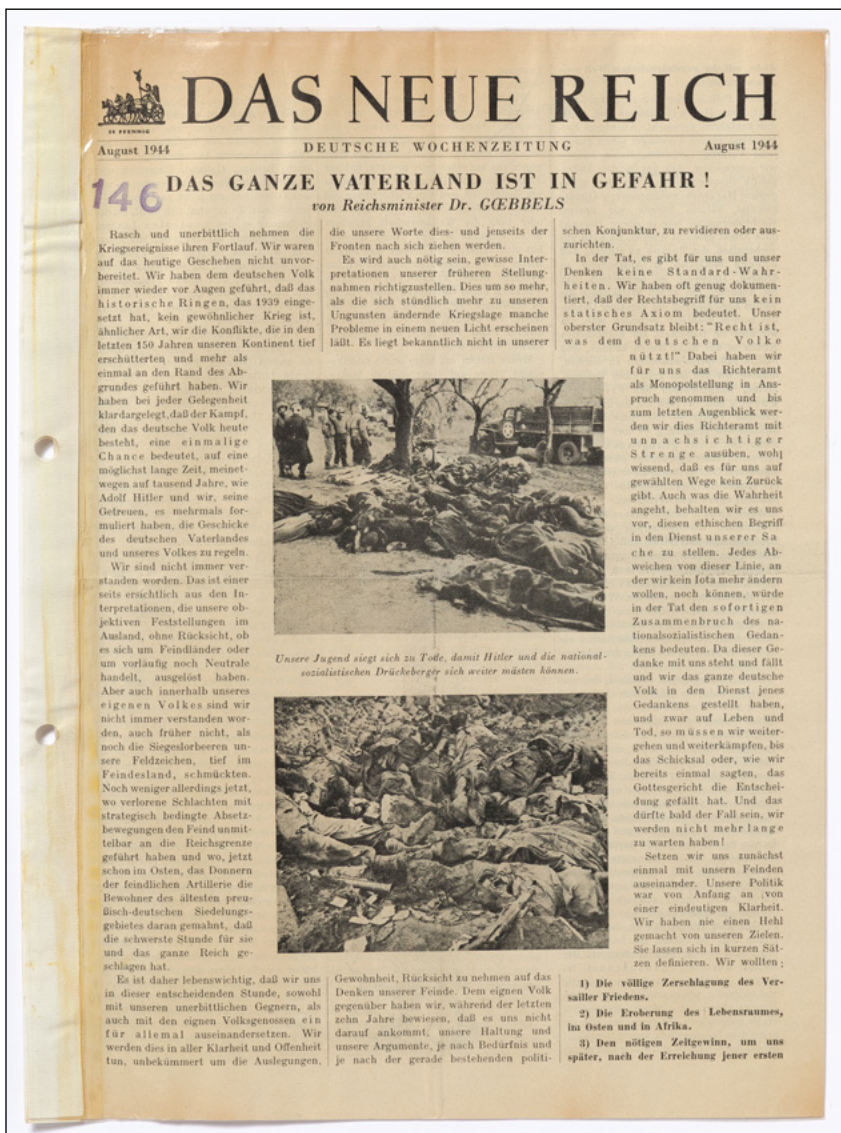 20 PFENNIG
DAS NEUE REICH
August 1944
DEUTSCHE WOCHENZEITUNG
August 1944
146
DAS GANZE VATERLAND IST IN GEFAHR !
von Reichsminister Dr. GŒBBELS
Rasch und unerbittlich nehmen die
Kriegsereignisse ihren Fortlauf. Wir waren
auf das heutige Geschehen nicht unvor-
bereitet. Wir haben dem deutschen Volk
immer wieder vor Augen geführt, daß das
historische Ringen, das 1939 einge-
setzt hat, kein gewöhnlicher Krieg ist,
ähnlicher Art, wir die Konflikte, die in den
letzten 150 Jahren unseren Kontinent tief
erschütterten und mehr als
einmal an den Rand des Ab-
grundes geführt haben. Wir
haben bei jeder Gelegenheit
klardargelegt, daß der Kampf,
den das deutsche Volk heute
besteht, eine einmalige
Chance bedeutet, auf eine
möglichst lange Zeit, meinet-
wegen auf tausend Jahre, wie
Adolf Hitler und wir, seine
Getreuen, es mehrmals for-
muliert haben, die Geschicke
des deutschen Vaterlandes
und unseres Volkes zu regeln.
Wir sind nicht immer ver-
standen worden. Das ist einer
seits ersichtlich aus den In-
terpretationen, die unsere ob-
jektiven Feststellungen im
Ausland, ohne Rücksicht, ob
es sich um Feindländer oder
um vorläufig noch Neutrale
handelt, ausgelöst haben.
Aber auch innerhalb unseres
eigenen Volkes sind wir
nicht immer verstanden wor-
den, auch früher nicht, als
noch die Siegeslorbeeren un-
sere Feldzeichen, tief im
Feindesland, schmückten.
Noch weniger allerdings jetzt,
wo verlorene Schlachten mit
strategisch bedingte Absetz-
bewegungen den Feind unmit-
telbar an die Reichsgrenze
geführt haben und wo, jetzt
schon im Osten, das Donnern
der feindlichen Artillerie die
Bewohner des ältesten preu-
ßisch-deutschen Siedelungs-
gebietes daran gemahnt, daß
die schwerste Stunde für sie
und das ganze Reich ge-
schlagen hat.
Es ist daher lebenswichtig, daß wir uns
in dieser entscheidenden Stunde, sowohl
mit unseren unerbittlichen Gegnern, als
auch mit den eignen Volksgenossen ein
für allemal auseinandersetzen. Wir
werden dies in aller Klarheit und Offenheit
tun, unbekümmert um die Auslegungen,
die unsere Worte dies- und jenseits der
Fronten nach sich ziehen werden.
Es wird auch nötig sein, gewisse Inter-
pretationen unserer früheren Stellung-
nahmen richtigzustellen. Dies um so mehr,
als die sich stündlich mehr zu unseren
Ungunsten ändernde Kriegslage manche
Probleme in einem neuen Licht erscheinen
läßt. Es liegt bekanntlich nicht in unserer
Unsere Jugend siegt sich zu Tode, damit Hitler und die national-
sozialistischen Drückeberger sich weiter mästen können.
Gewohnheit, Rücksicht zu nehmen auf das
Denken unserer Feinde. Dem eignen Volk
gegenüber haben wir, während der letzten
zehn Jahre bewiesen, daß es uns nicht
darauf ankommt, unsere Haltung und
unsere Argumente, je nach Bedürfnis und
je nach der gerade bestehenden politi-
schen Konjunktur, zu revidieren oder aus-
zurichten.
In der Tat, es gibt für uns und unser
Denken keine Standard-Wahr-
heiten. Wir haben oft genug dokumen-
tiert, daß der Rechtsbegriff für uns kein
statisches Axiom bedeutet. Unser
oberster Grundsatz bleibt: "Recht ist,
was dem deutschen Volke
nützt!" Dabei haben wir
für uns das Richteramt
als Monopolstellung in Ans-
pruch genommen und bis
zum letzten Augenblick wer-
den wir dies Richteramt mit
unnachsichtiger
Strenge ausüben, wohl
wissend, daß es für uns auf
gewählten Wege kein Zurück
gibt. Auch was die Wahrheit
angeht, behalten wir es uns
vor, diesen ethischen Begriff
in den Dienst unserer Sa
che zu stellen. Jedes Ab-
weichen von dieser Linie, an
der wir kein Iota mehr ändern
wollen, noch können, würde
in der Tat den sofortigen
Zusammenbruch des na-
tionalsozialistischen Gedan-
kens bedeuten. Da dieser Ge-
danke mit uns steht und fällt
und wir das ganze deutsche
Volk in den Dienst jenes
Gedankens gestellt haben,
und zwar auf Leben und
Tod, so müssen wir weiter-
gehen und weiterkämpfen, bis
das Schicksal oder, wie wir
bereits einmal sagten, das
Gottesgericht die Entschei-
dung gefällt hat. Und das
dürfte bald der Fall sein, wir
werden nicht mehr lange
zu warten haben!
Setzen wir uns zunächst
einmal mit unsern Feinden
auseinander. Unsere Politik
war von Anfang an von
einer eindeutigen Klarheit.
Wir haben nie einen Hehl
gemacht von unseren Zielen.
Sie lassen sich in kurzen Sät-
zen definieren. Wir wollten :
1) Die völlige Zerschlagung des Ver-
sailler Friedens.
2) Die Eroberung des Lebensraumes,
im Osten und in Afrika.
3) Den nötigen Zeitgewinn, um uns
später, nach der Erreichung jener ersten